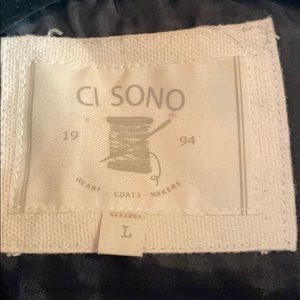 CI SONO
19 94
HEART - COATS - MAKERS
L